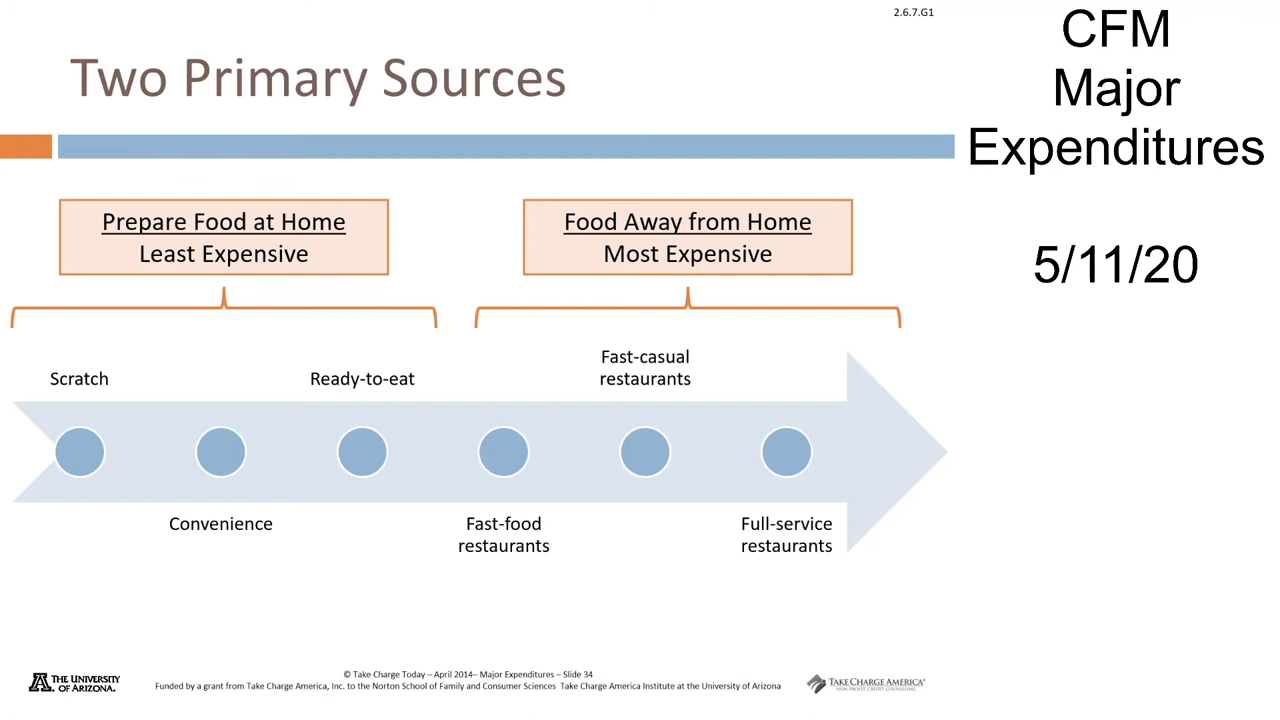 2.6.7.G1
Two Primary Sources
CFM
Major
Expenditures
5/11/20
Prepare Food at Home
Least Expensive
Food Away from Home
Most Expensive
Scratch
Convenience
Ready-to-eat
Fast-food
restaurants
Fast-casual
restaurants
Full-service
restaurants
THE UNIVERSITY
OF ARIZONA.
© Take Charge Today – April 2014– Major Expenditures – Slide 34
Funded by a grant from Take Charge America, Inc. to the Norton School of Family and Consumer Sciences Take Charge America Institute at the University of Arizona
TAKE CHARGE AMERICA®
NON-PROFIT CREDIT COUNSELING